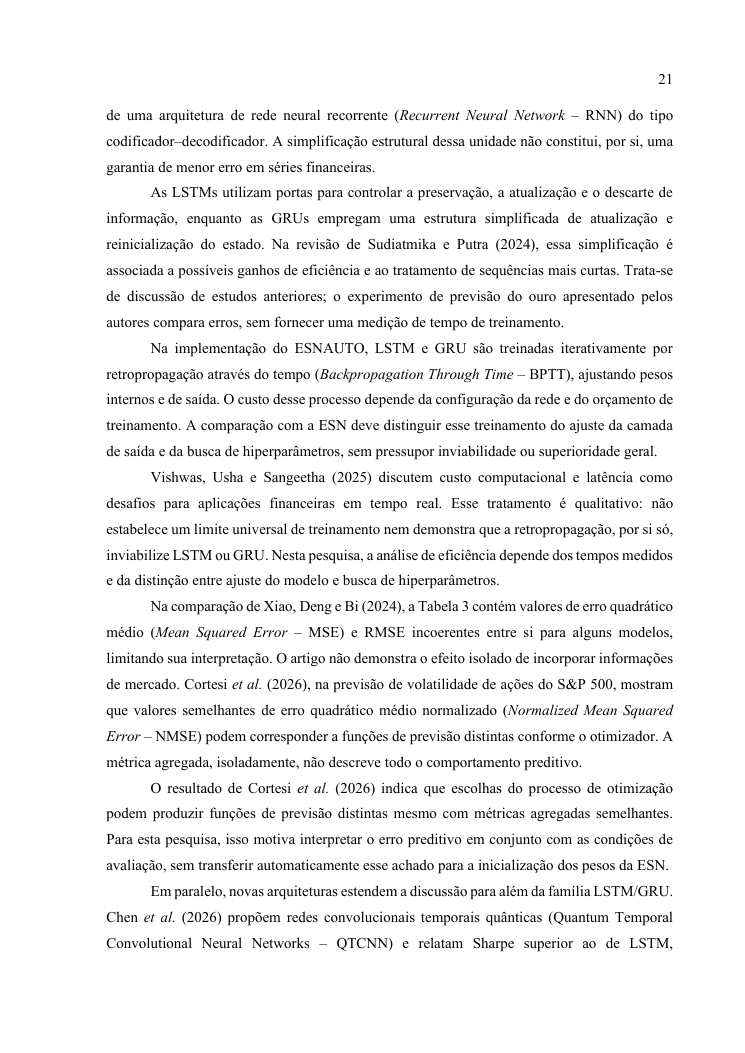 21
de uma arquitetura de rede neural recorrente (Recurrent Neural Network – RNN) do tipo
codificador–decodificador. A simplificação estrutural dessa unidade não constitui, por si, uma
garantia de menor erro em séries financeiras.
As LSTMs utilizam portas para controlar a preservação, a atualização e o descarte de
informação, enquanto as GRUs empregam uma estrutura simplificada de atualização e
reinicialização do estado. Na revisão de Sudiatmika e Putra (2024), essa simplificação é
associada a possíveis ganhos de eficiência e ao tratamento de sequências mais curtas. Trata-se
de discussão de estudos anteriores; o experimento de previsão do ouro apresentado pelos
autores compara erros, sem fornecer uma medição de tempo de treinamento.
Na implementação do ESNAUTO, LSTM e GRU são treinadas iterativamente por
retropropagação através do tempo (Backpropagation Through Time – BPTT), ajustando pesos
internos e de saída. O custo desse processo depende da configuração da rede e do orçamento de
treinamento. A comparação com a ESN deve distinguir esse treinamento do ajuste da camada
de saída e da busca de hiperparâmetros, sem pressupor inviabilidade ou superioridade geral.
Vishwas, Usha e Sangeetha (2025) discutem custo computacional e latência como
desafios para aplicações financeiras em tempo real. Esse tratamento é qualitativo: não
estabelece um limite universal de treinamento nem demonstra que a retropropagação, por si só,
inviabilize LSTM ou GRU. Nesta pesquisa, a análise de eficiência depende dos tempos medidos
e da distinção entre ajuste do modelo e busca de hiperparâmetros.
Na comparação de Xiao, Deng e Bi (2024), a Tabela 3 contém valores de erro quadrático
médio (Mean Squared Error – MSE) e RMSE incoerentes entre si para alguns modelos,
limitando sua interpretação. O artigo não demonstra o efeito isolado de incorporar informações
de mercado. Cortesi et al. (2026), na previsão de volatilidade de ações do S&P 500, mostram
que valores semelhantes de erro quadrático médio normalizado (Normalized Mean Squared
Error – NMSE) podem corresponder a funções de previsão distintas conforme o otimizador. A
métrica agregada, isoladamente, não descreve todo o comportamento preditivo.
O resultado de Cortesi et al. (2026) indica que escolhas do processo de otimização
podem produzir funções de previsão distintas mesmo com métricas agregadas semelhantes.
Para esta pesquisa, isso motiva interpretar o erro preditivo em conjunto com as condições de
avaliação, sem transferir automaticamente esse achado para a inicialização dos pesos da ESN.
Em paralelo, novas arquiteturas estendem a discussão para além da família LSTM/GRU.
Chen et al. (2026) propõem redes convolucionais temporais quânticas (Quantum Temporal
Convolutional Neural Networks – QTCNN) e relatam Sharpe superior ao de LSTM,